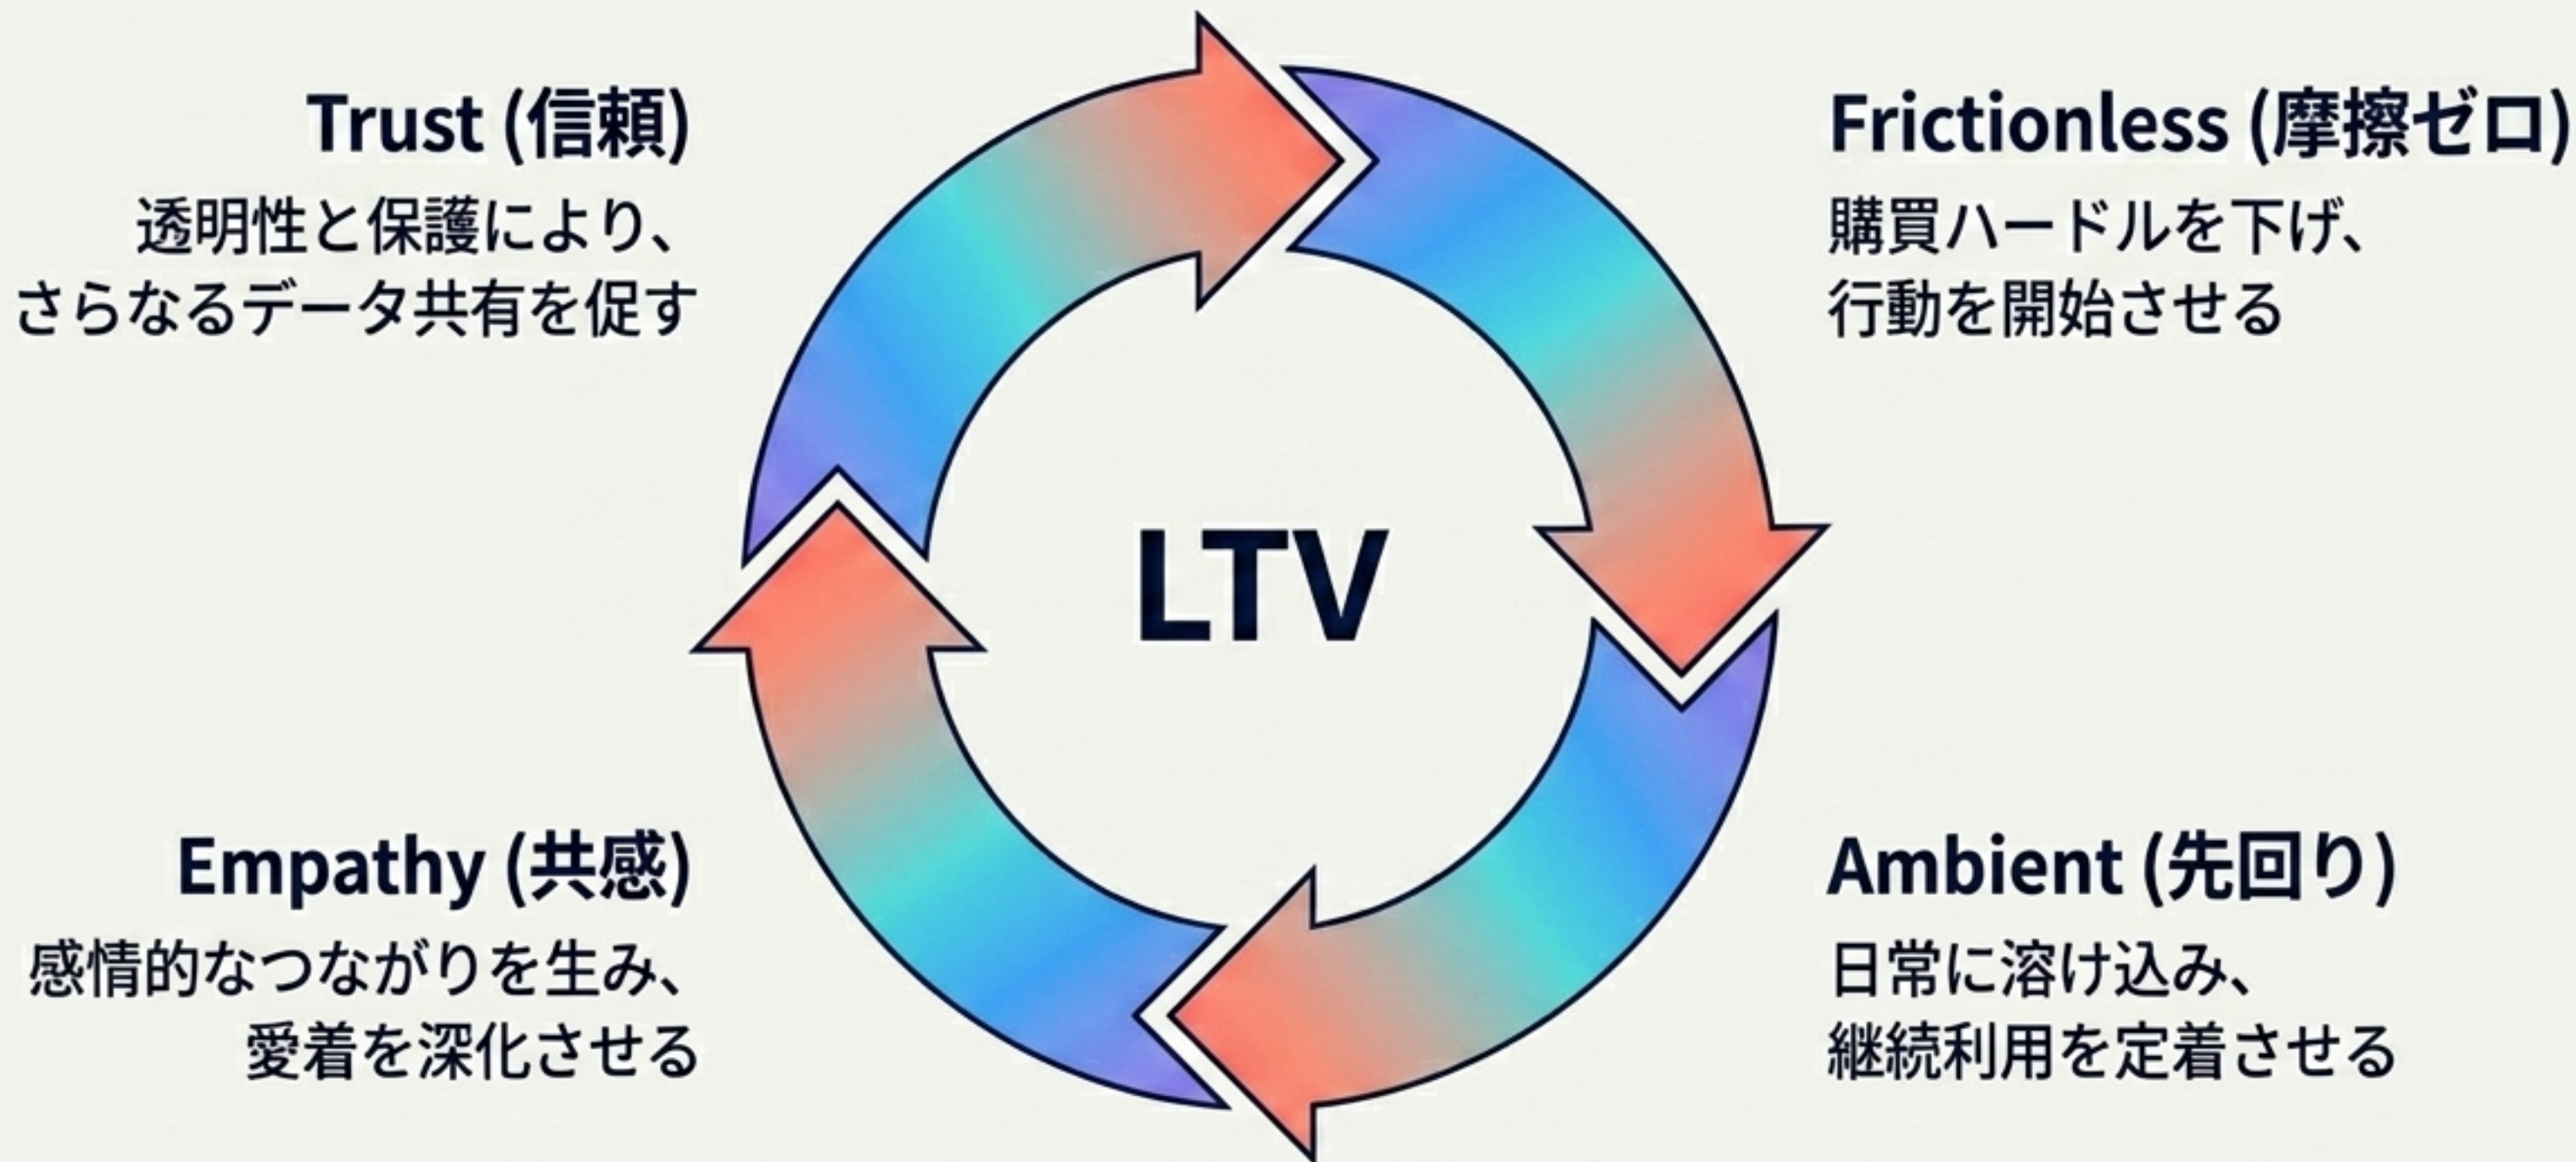 Trust (信頼)
透明性と保護により、
さらなるデータ共有を促す
Frictionless (摩擦ゼロ)
購買ハードルを下げ、
行動を開始させる
LTV
Empathy (共感)
感情的なつながりを生み、
愛着を深化させる
Ambient (先回り)
日常に溶け込み、
継続利用を定着させる